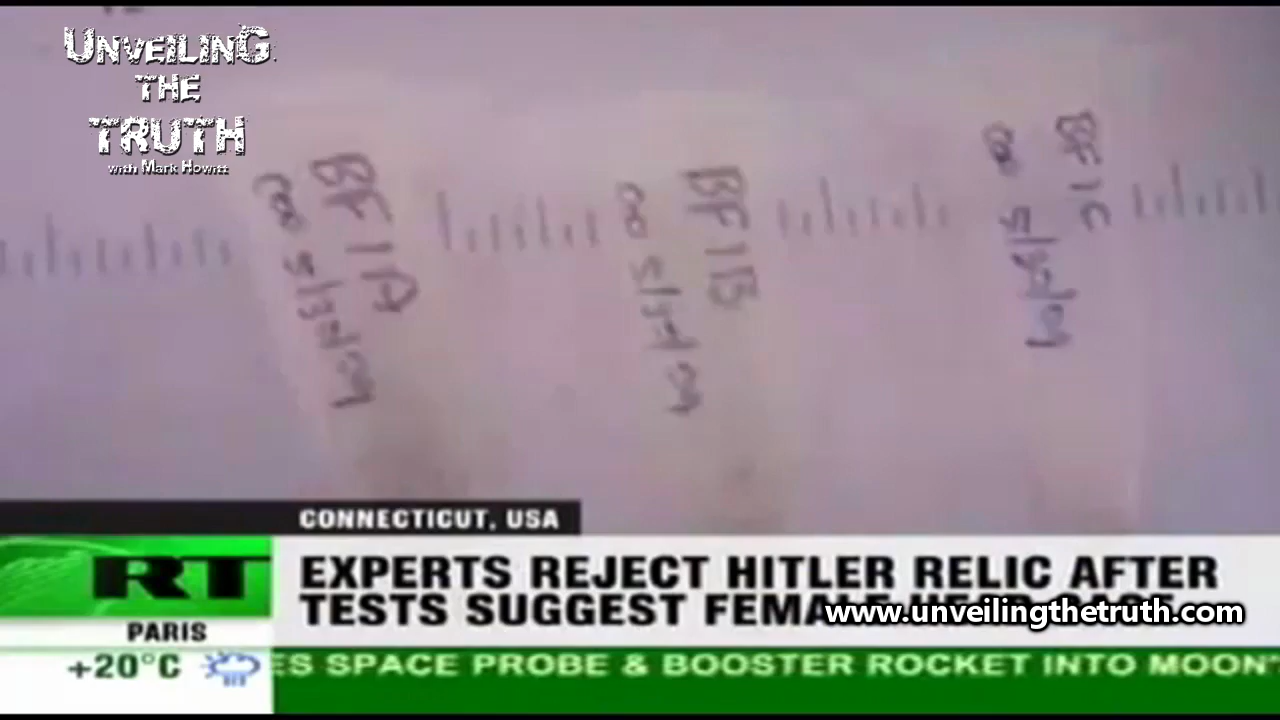 UNVEILING
THE
TRUTH
with Mark Howitt
BF 1A
BF 1B
BF 1C
CONNECTICUT, USA
RT
EXPERTS REJECT HITLER RELIC AFTER
TESTS SUGGEST FEMALE
www.unveilingthetruth.com
PARIS
+20°C
ES SPACE PROBE & BOOSTER ROCKET INTO MOON'